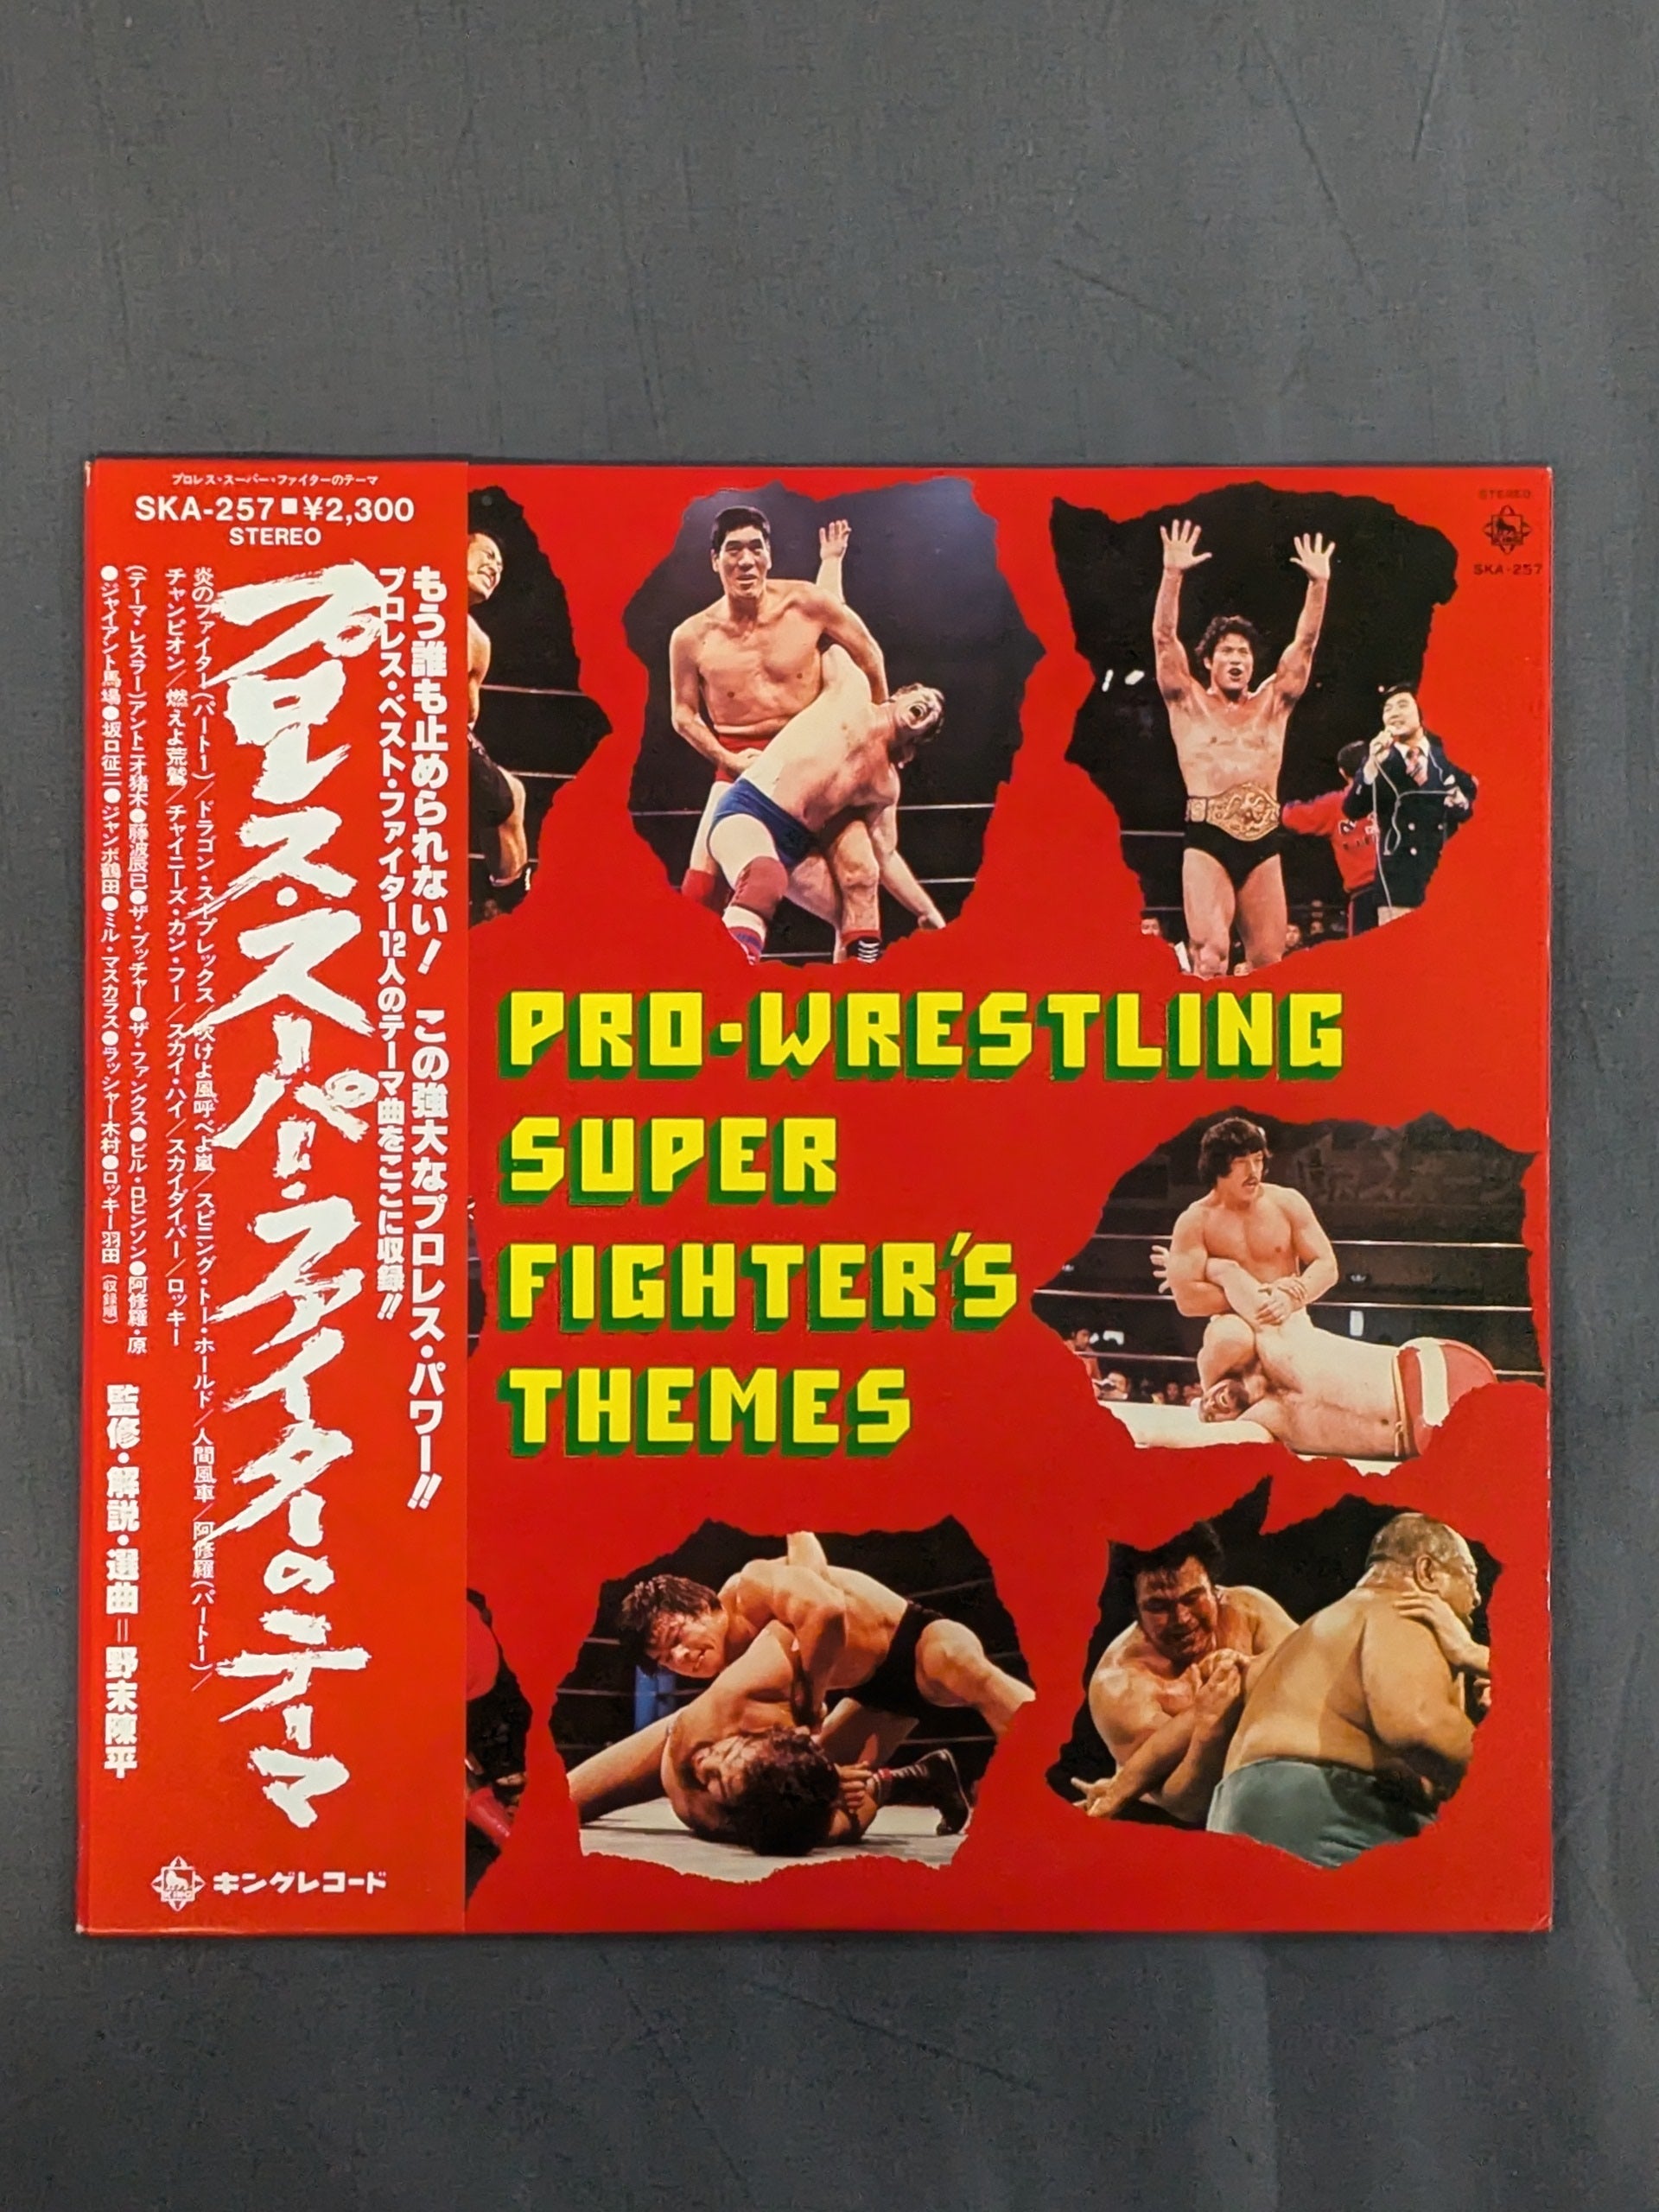 プロレス・スーパー・ファイターのテーマ
SKA-257■¥2,300
STEREO
もう誰も止められない! この強大なプロレス・パワー!!
プロレス・ベスト・ファイター12人のテーマ曲をここに収録!!
プロレス・スーパー・ファイターのテーマ
炎のファイター(パート1)/ドラゴン・スープレックス/吹けよ風呼べよ嵐/スピニング・トー・ホールド/人間風車/阿修羅(パート1)/
チャンピオン/燃えよ荒鷲/チャイニーズ・カン・フー/スカイ・ハイ/スカイダイバー/ロッキー
(テーマ・レスラー)アントニオ猪木●藤波辰巳●ザ・ブッチャー●ザ・ファンクス●ビル・ロビンソン●阿修羅・原
●ジャイアント馬場●坂口征二●ジャンボ鶴田●ミル・マスカラス●ラッシャー木村●ロッキー羽田 (収録順)
監修・解説・選曲=野末陳平
KING
キングレコード
STEREO
KING
SKA-257
PRO-WRESTLING
SUPER
FIGHTER'S
THEMES